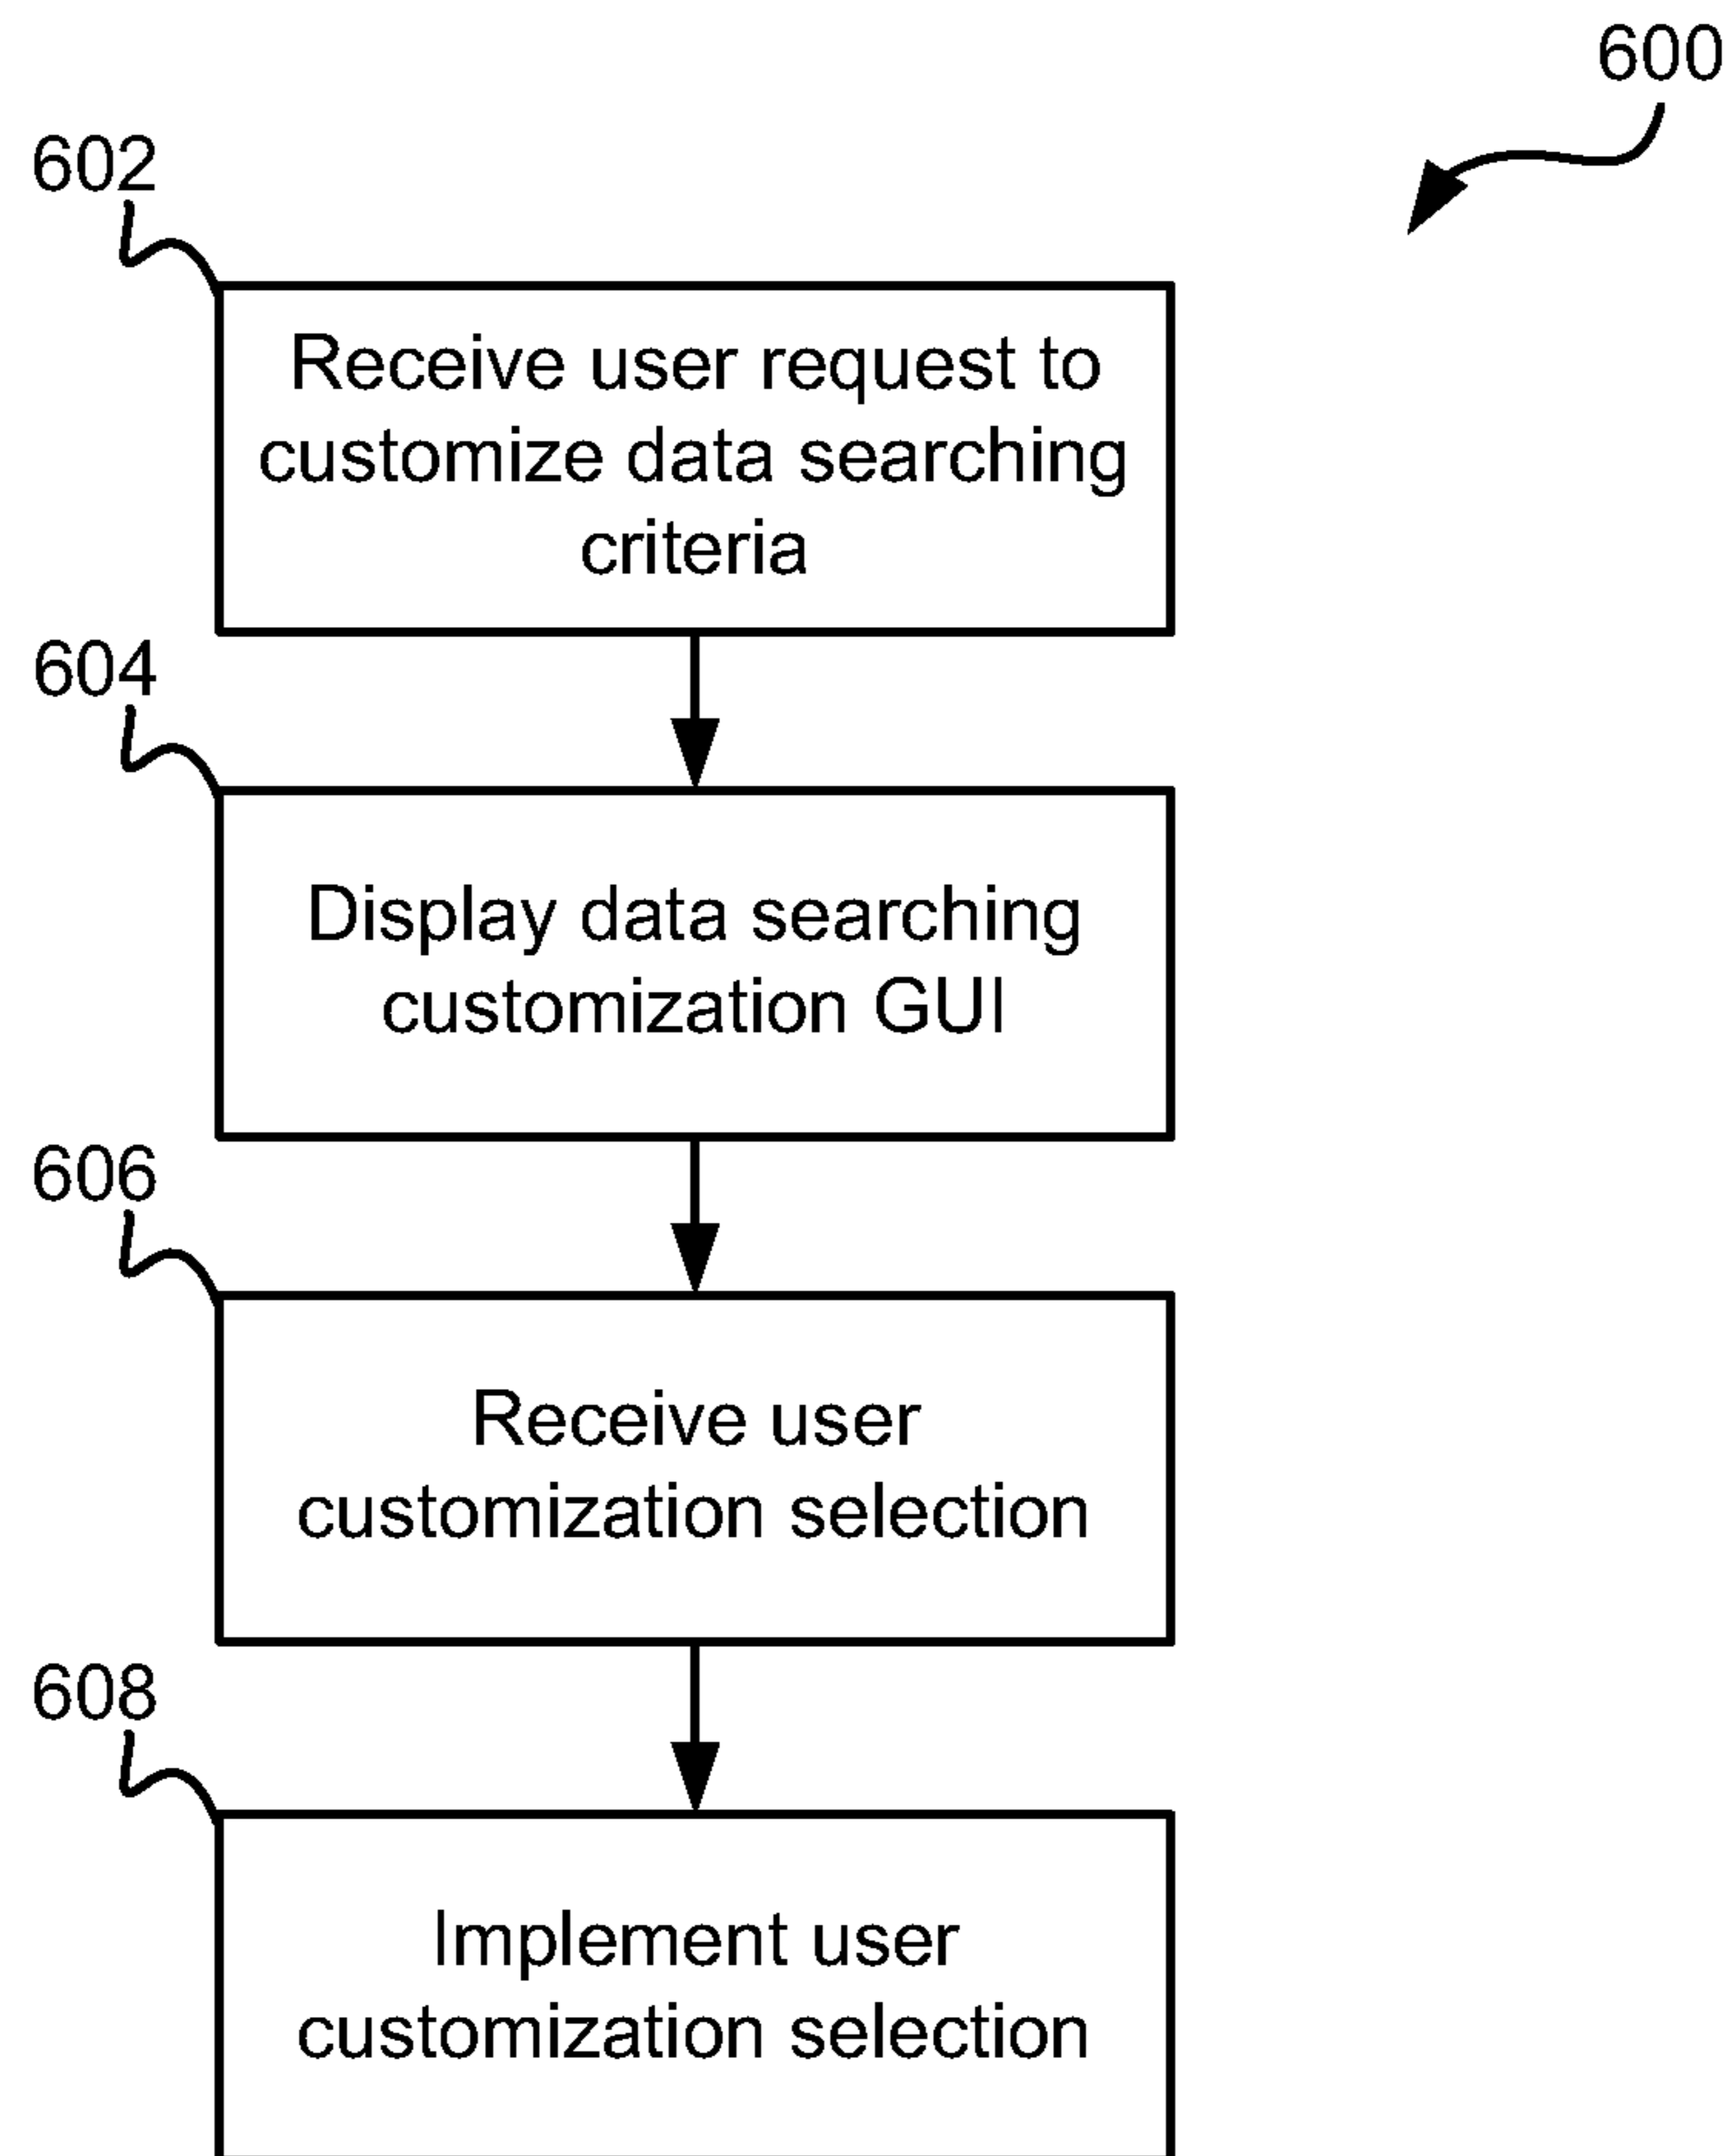 600
602
Receive user request to
customize data searching
criteria
604
Display data searching
customization GUI
606
Receive user
customization selection
608
Implement user
customization selection